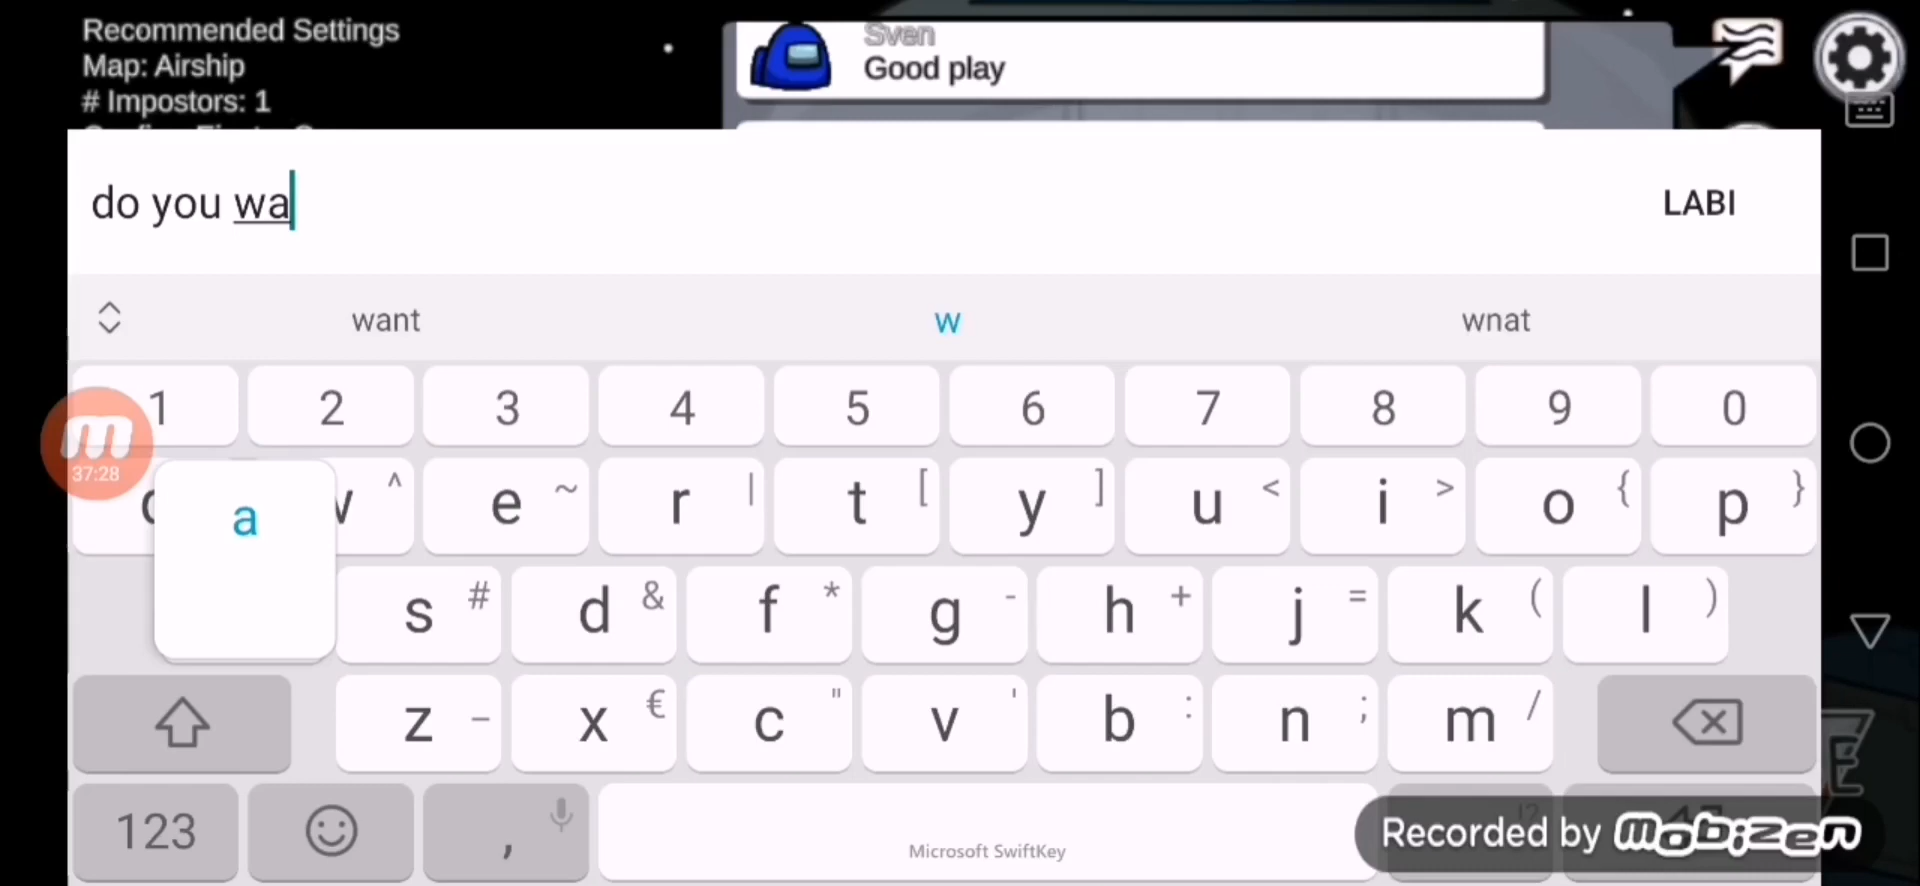 Recommended Settings
Map: Airship
# Impostors: 1
Sven
Good play
do you wa
LABI
want
w
wnat
1 2 3 4 5 6 7 8 9 0
37:28
a
^ e ~ r | t [ y ] u < i > o { p }
s # d & f * g - h + j = k ( l )
z _ x € c " v ' b : n ; m /
123
,
Microsoft SwiftKey
Recorded by mobizen